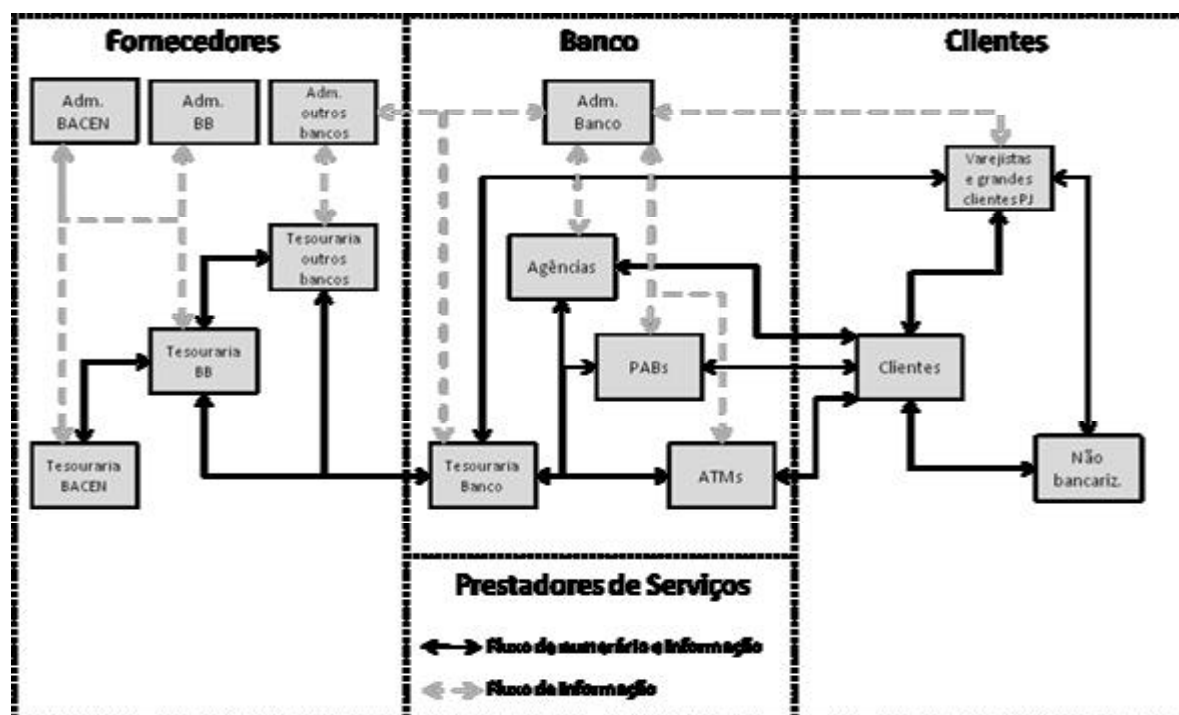 Fornecedores
Banco
Clientes
Adm.
BACEN
Adm.
BB
Adm.
outros
bancos
Adm.
Banco
Varejistas
e grandes
clientes PJ
Tesouraria
outros
bancos
Agências
Tesouraria
BB
PABs
Clientes
Tesouraria
BACEN
Tesouraria
Banco
ATMs
Não
bancariz.
Prestadores de Serviços
Fluxo de numerário e informação
Fluxo de informação